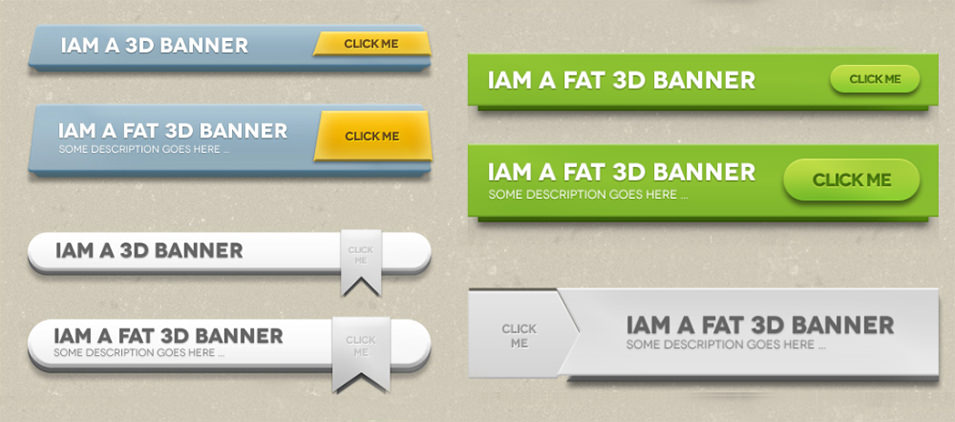 IAM A 3D BANNER
CLICK ME
IAM A FAT 3D BANNER
SOME DESCRIPTION GOES HERE ...
CLICK ME
IAM A 3D BANNER
CLICK
ME
IAM A FAT 3D BANNER
SOME DESCRIPTION GOES HERE ...
CLICK
ME
IAM A FAT 3D BANNER
CLICK ME
IAM A FAT 3D BANNER
SOME DESCRIPTION GOES HERE ...
CLICK ME
CLICK
ME
IAM A FAT 3D BANNER
SOME DESCRIPTION GOES HERE ...